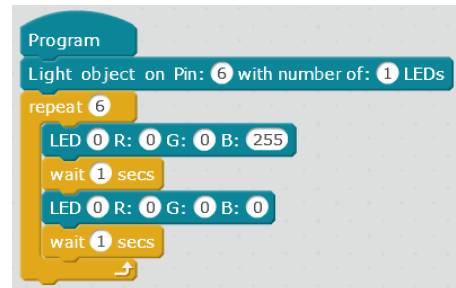 Program
Light object on Pin: 6 with number of: 1 LEDs
repeat 6
LED 0 R: 0 G: 0 B: 255
wait 1 secs
LED 0 R: 0 G: 0 B: 0
wait 1 secs